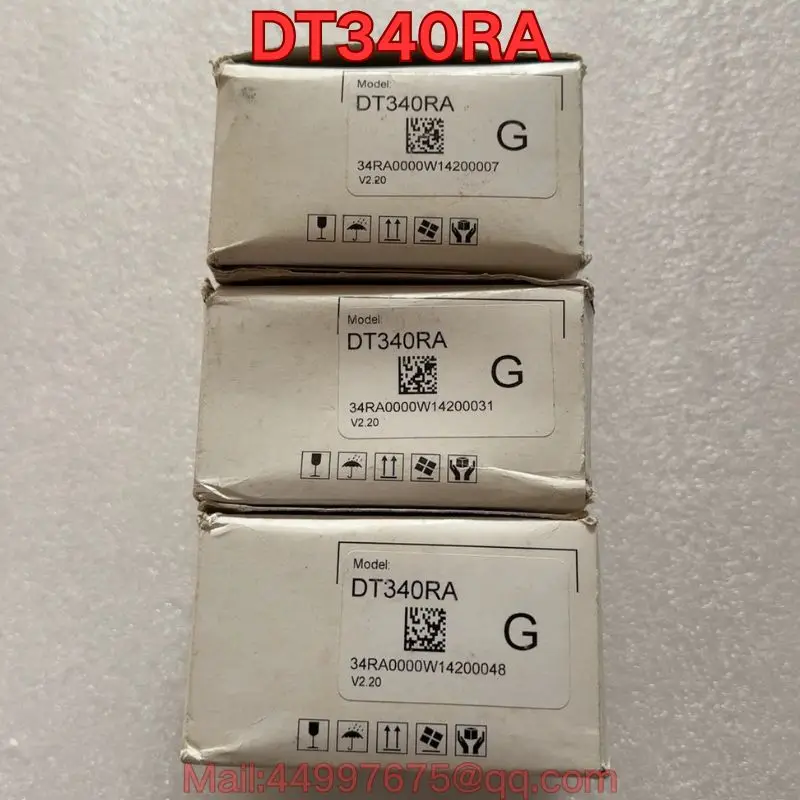 DT340RA
Model:
DT340RA
G
34RA0000W14200007
V2.20
Model:
DT340RA
G
34RA0000W14200031
V2.20
Model:
DT340RA
G
34RA0000W14200048
V2.20
Mail:44997675@qq.com